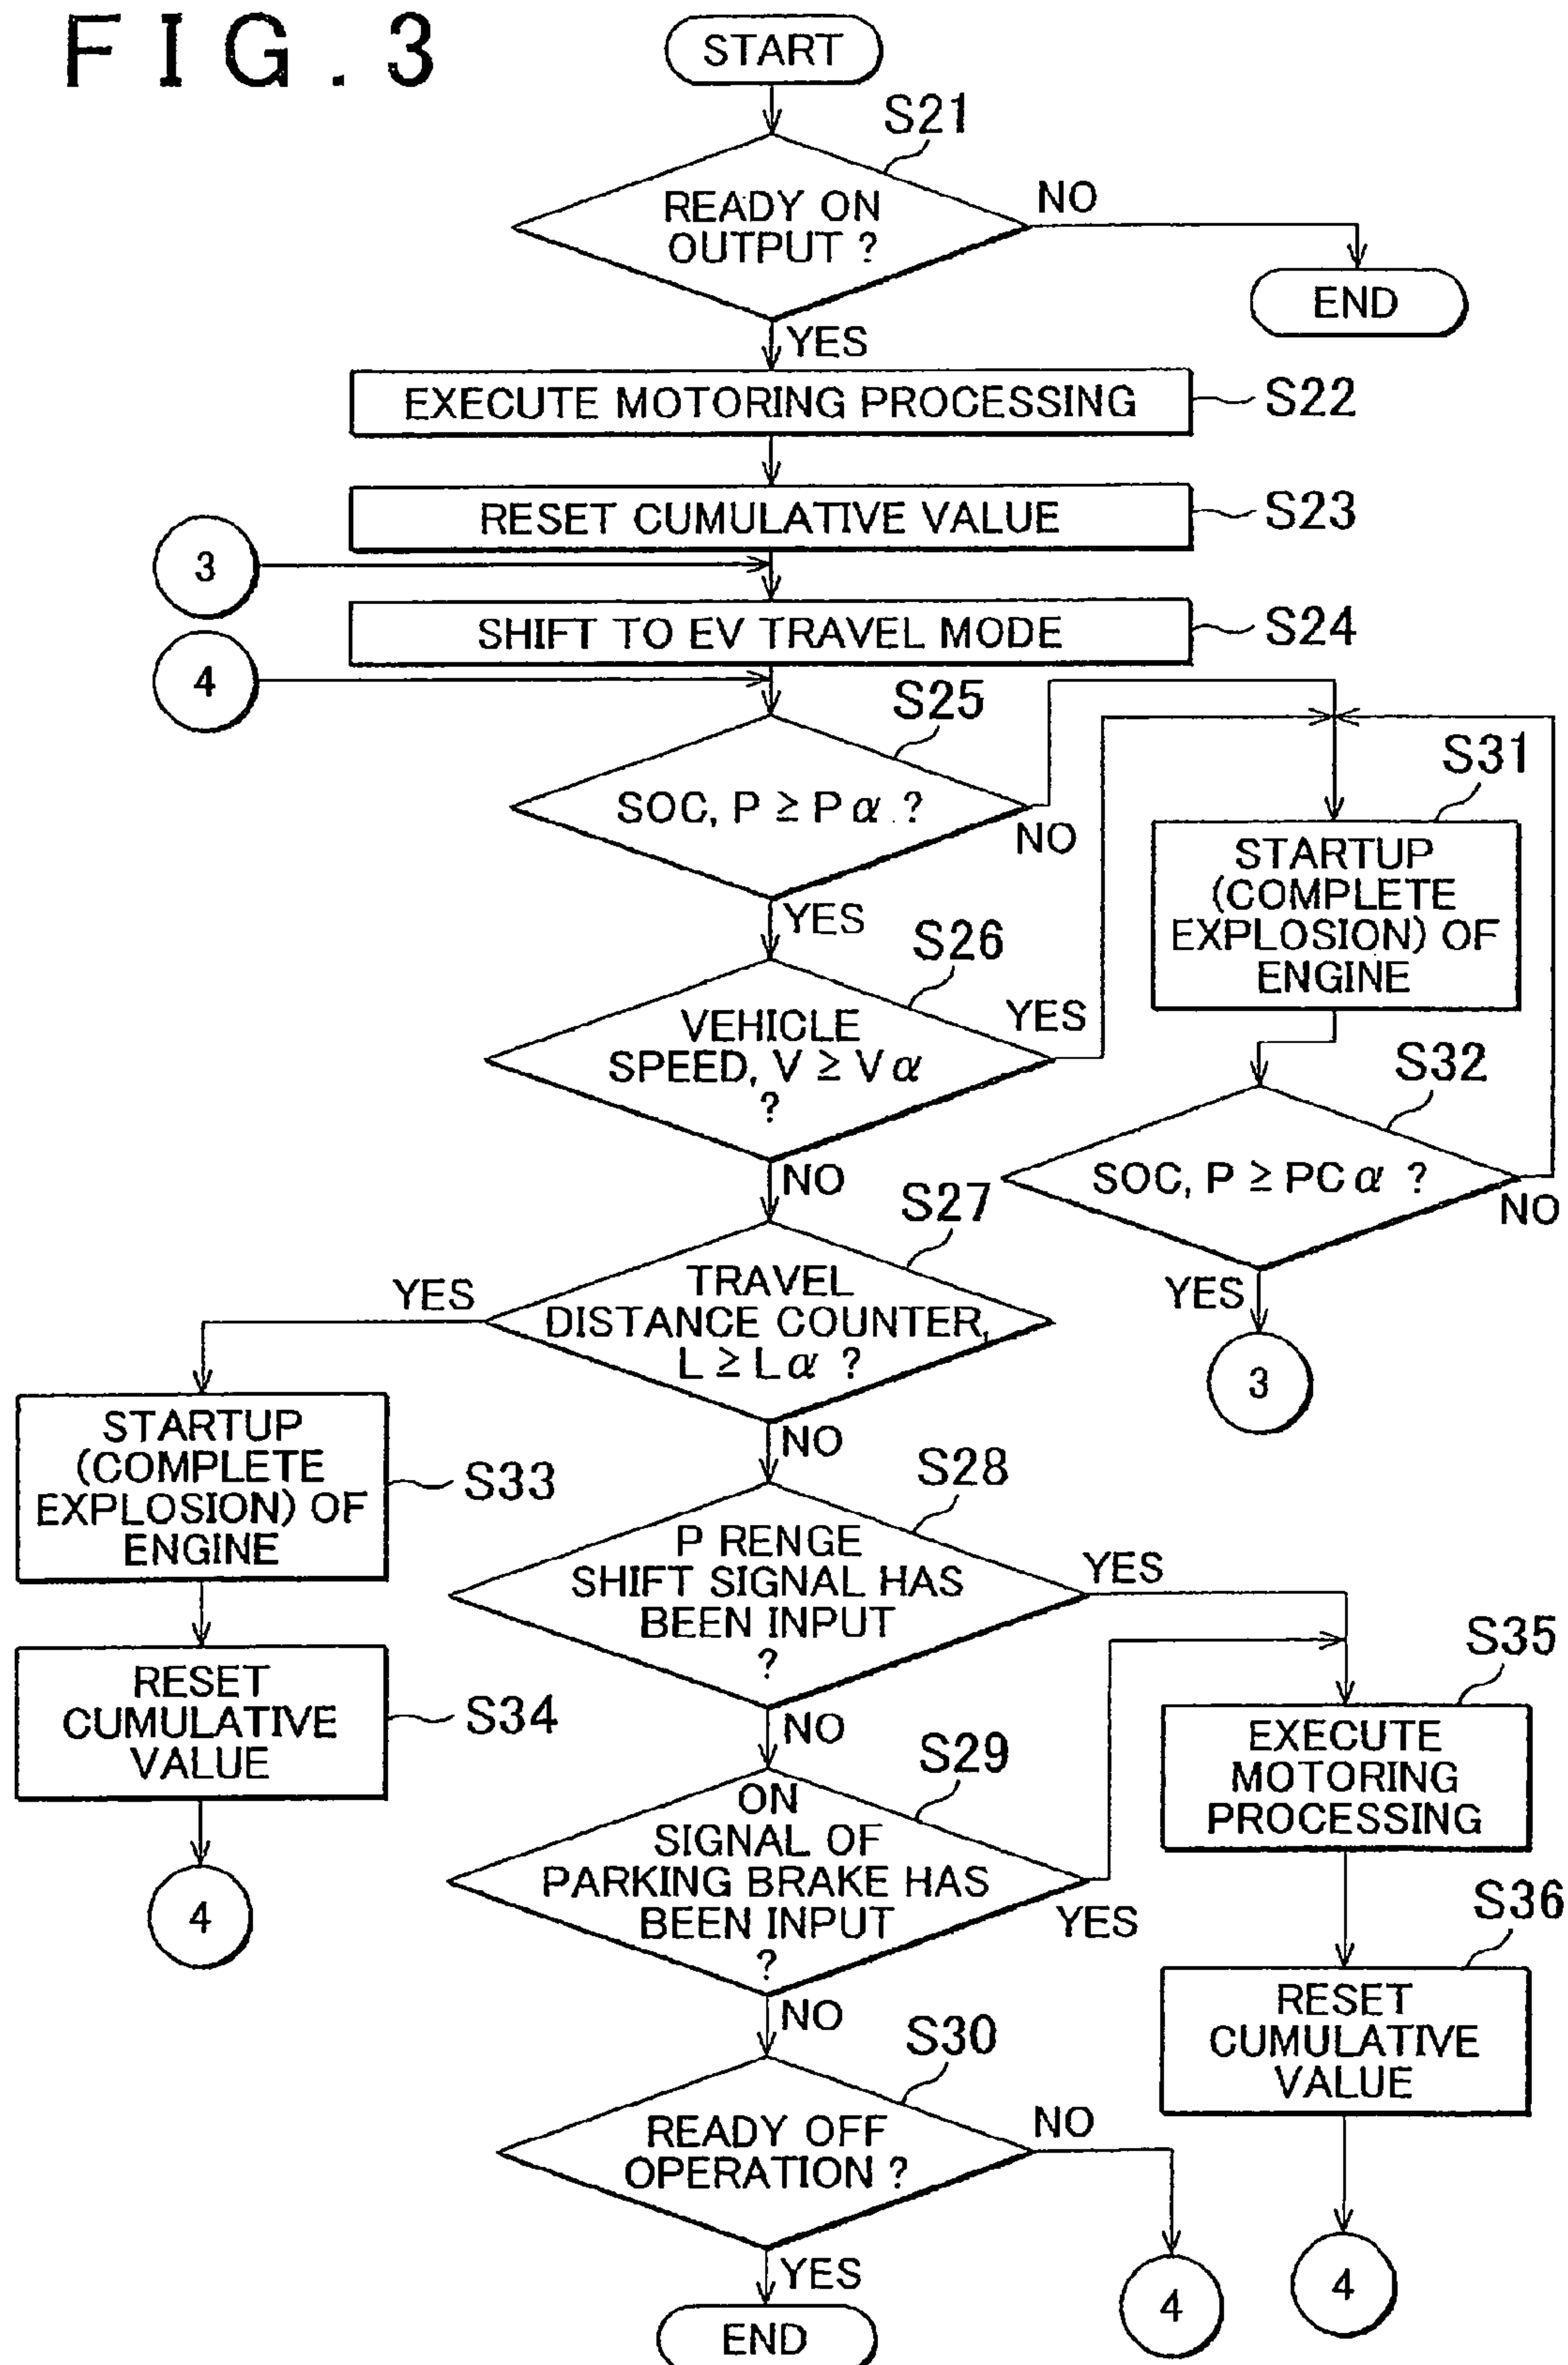 FIG.3
START
S21
READY ON
OUTPUT ?
NO
END
YES
EXECUTE MOTORING PROCESSING
S22
RESET CUMULATIVE VALUE
S23
3
SHIFT TO EV TRAVEL MODE
S24
4
S25
SOC, P ≥ Pα ?
NO
YES
S26
VEHICLE
SPEED, V ≥ Vα
?
YES
NO
S31
STARTUP
(COMPLETE
EXPLOSION) OF
ENGINE
S32
SOC, P ≥ PCα ?
NO
YES
3
S27
TRAVEL
DISTANCE COUNTER,
L ≥ Lα ?
YES
NO
STARTUP
(COMPLETE
EXPLOSION) OF
ENGINE
S33
RESET
CUMULATIVE
VALUE
S34
4
S28
P RENGE
SHIFT SIGNAL HAS
BEEN INPUT
?
YES
NO
S29
ON
SIGNAL OF
PARKING BRAKE HAS
BEEN INPUT
?
YES
NO
S35
EXECUTE
MOTORING
PROCESSING
S36
RESET
CUMULATIVE
VALUE
4
S30
READY OFF
OPERATION ?
NO
4
YES
END